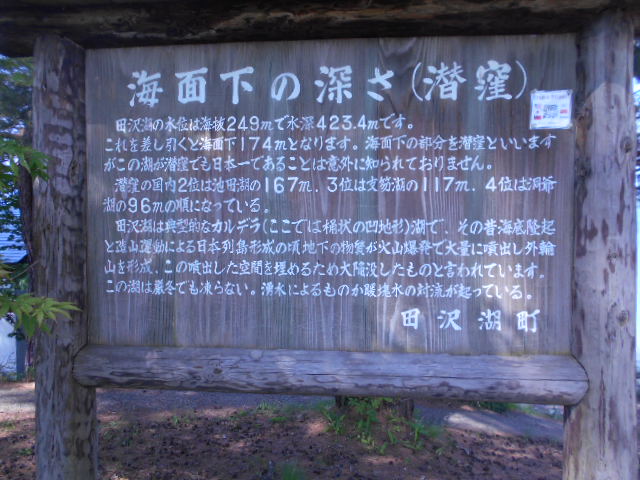 海面下の深さ(潜窪)
田沢湖の水位は海抜249mで水深423.4mです。
これを差し引くと海面下174mとなります。海面下の部分を潜窪といいます
がこの湖が潜窪でも日本一であることは意外に知られておりません。
潜窪の国内2位は池田湖の167m、3位は支笏湖の117m、4位は洞爺
湖の96mの順になっている。
田沢湖は典型的なカルデラ(ここでは桶状の凹地形)湖で、その昔海底隆起
と造山運動による日本列島形成の頃地下の物質が火山爆発で大量に噴出し外輪
山を形成、この噴出した空間を埋めるため大陥没したものと言われています。
この湖は厳冬でも凍らない。湧水によるものか暖塊水の対流が起っている。
田沢湖町